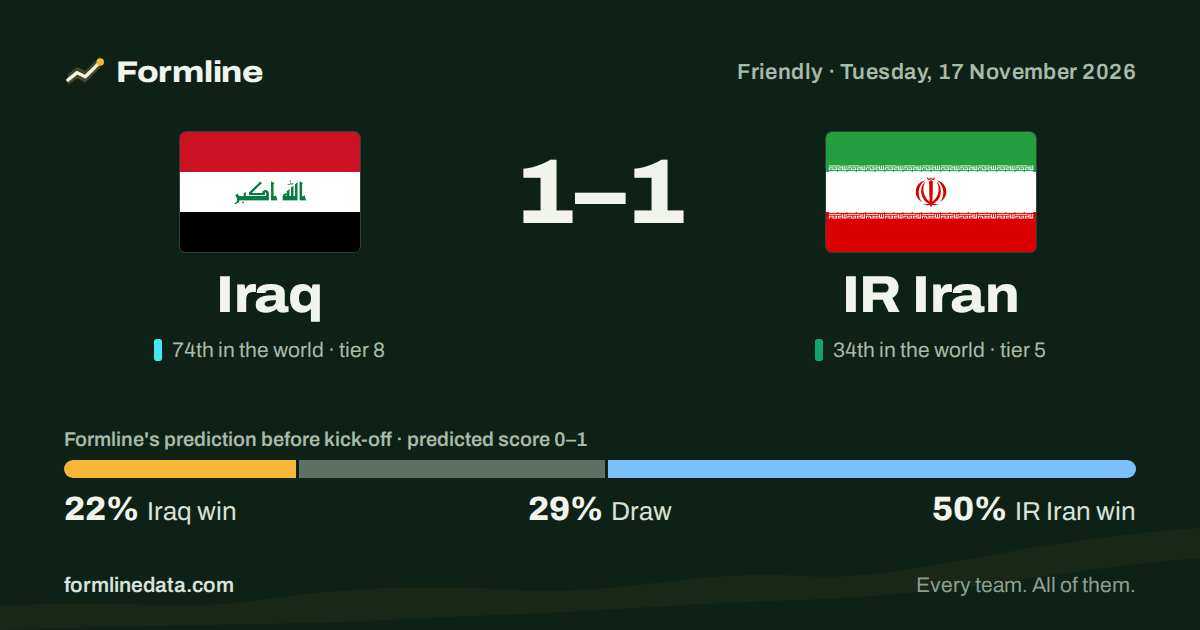 Formline
Friendly · Tuesday, 17 November 2026
الله اكبر
1–1
Iraq
IR Iran
74th in the world · tier 8
34th in the world · tier 5
Formline's prediction before kick-off · predicted score 0–1
22% Iraq win
29% Draw
50% IR Iran win
formlinedata.com
Every team. All of them.